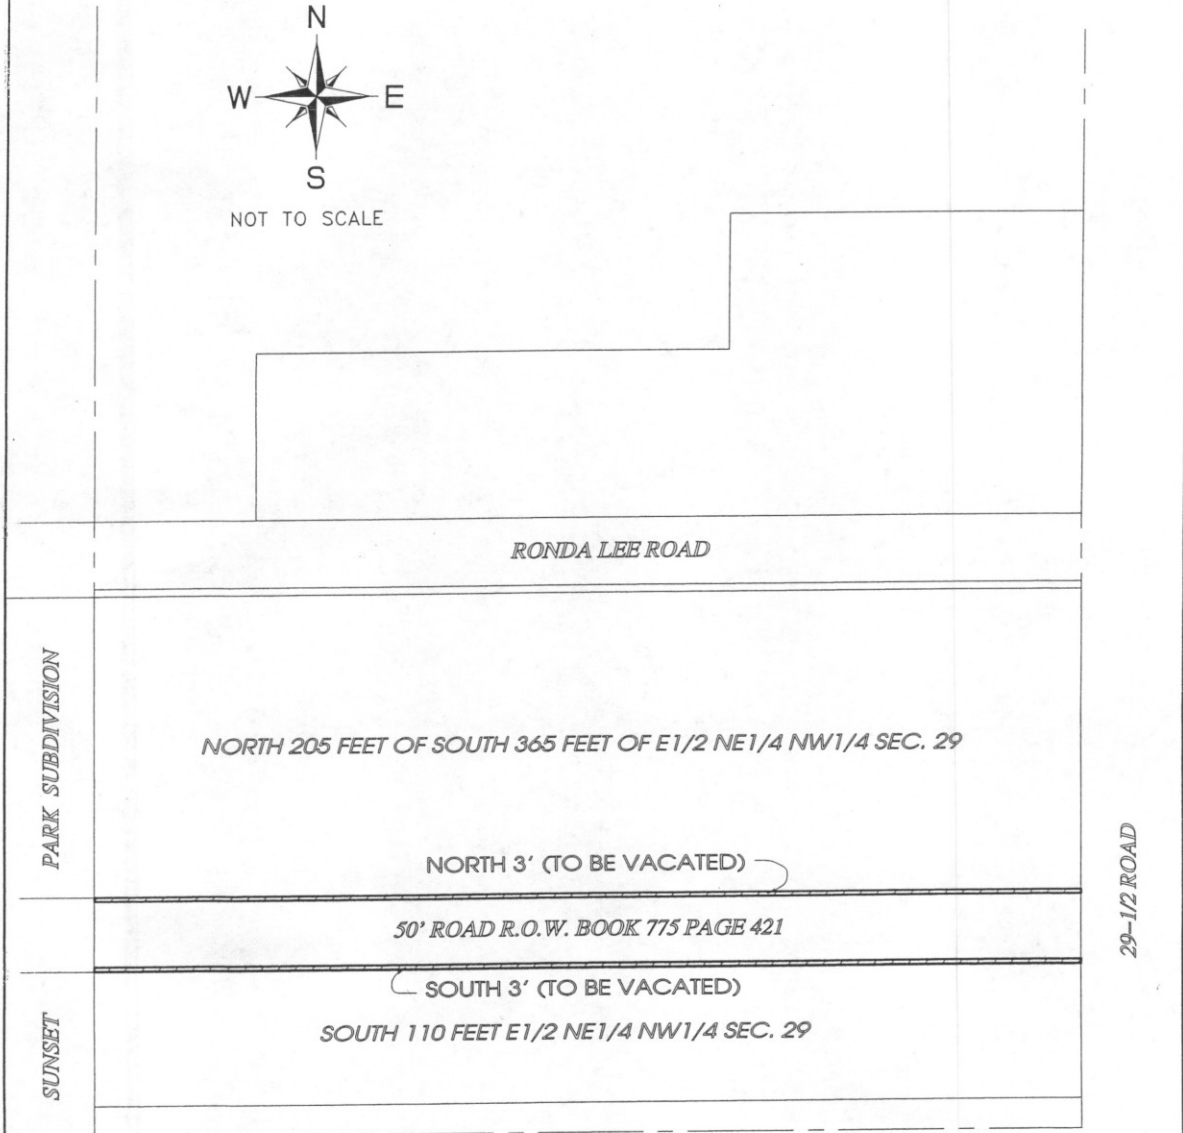 N
W E
S
NOT TO SCALE
RONDA LEE ROAD
PARK SUBDIVISION
NORTH 205 FEET OF SOUTH 365 FEET OF E1/2 NE1/4 NW1/4 SEC. 29
NORTH 3' (TO BE VACATED)
50' ROAD R.O.W. BOOK 775 PAGE 421
29-1/2 ROAD
SOUTH 3' (TO BE VACATED)
SUNSET
SOUTH 110 FEET E1/2 NE1/4 NW1/4 SEC. 29